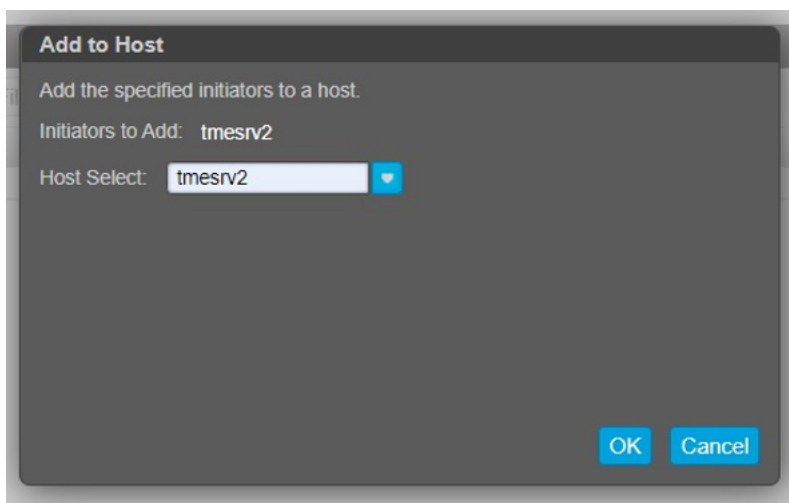 Add to Host
Add the specified initiators to a host.
Initiators to Add: tmesrv2
Host Select: tmesrv2
OK Cancel